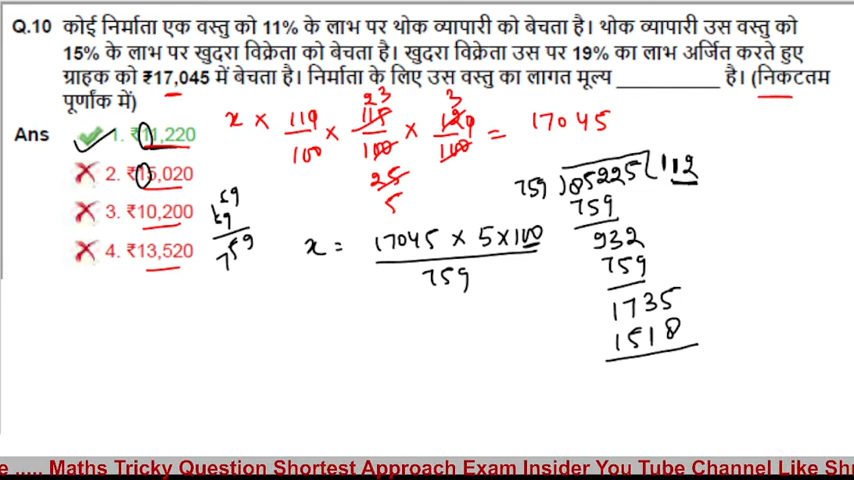 Q.10 कोई निर्माता एक वस्तु को 11% के लाभ पर थोक व्यापारी को बेचता है। थोक व्यापारी उस वस्तु को
15% के लाभ पर खुदरा विक्रेता को बेचता है। खुदरा विक्रेता उस पर 19% का लाभ अर्जित करते हुए
ग्राहक को ₹17,045 में बेचता है। निर्माता के लिए उस वस्तु का लागत मूल्य __________ है। (निकटतम
पूर्णांक में)
Ans 1. ₹11,220
2. ₹15,020
3. ₹10,200
4. ₹13,520
23 3
x × 119/100 × 115/100 × /100 = 17045
25
5
x = 17045 × 5 × 100 / 759
59
759
759 ) 85225 ( 112
759
932
759
1735
1518
..... Maths Tricky Question Shortest Approach Exam Insider You Tube Channel Like